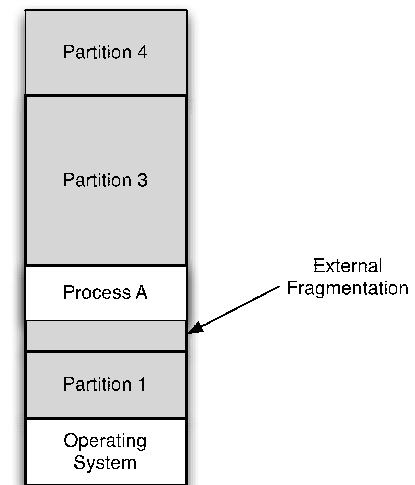 Partition 4
Partition 3
Process A
External
Fragmentation
Partition 1
Operating
System